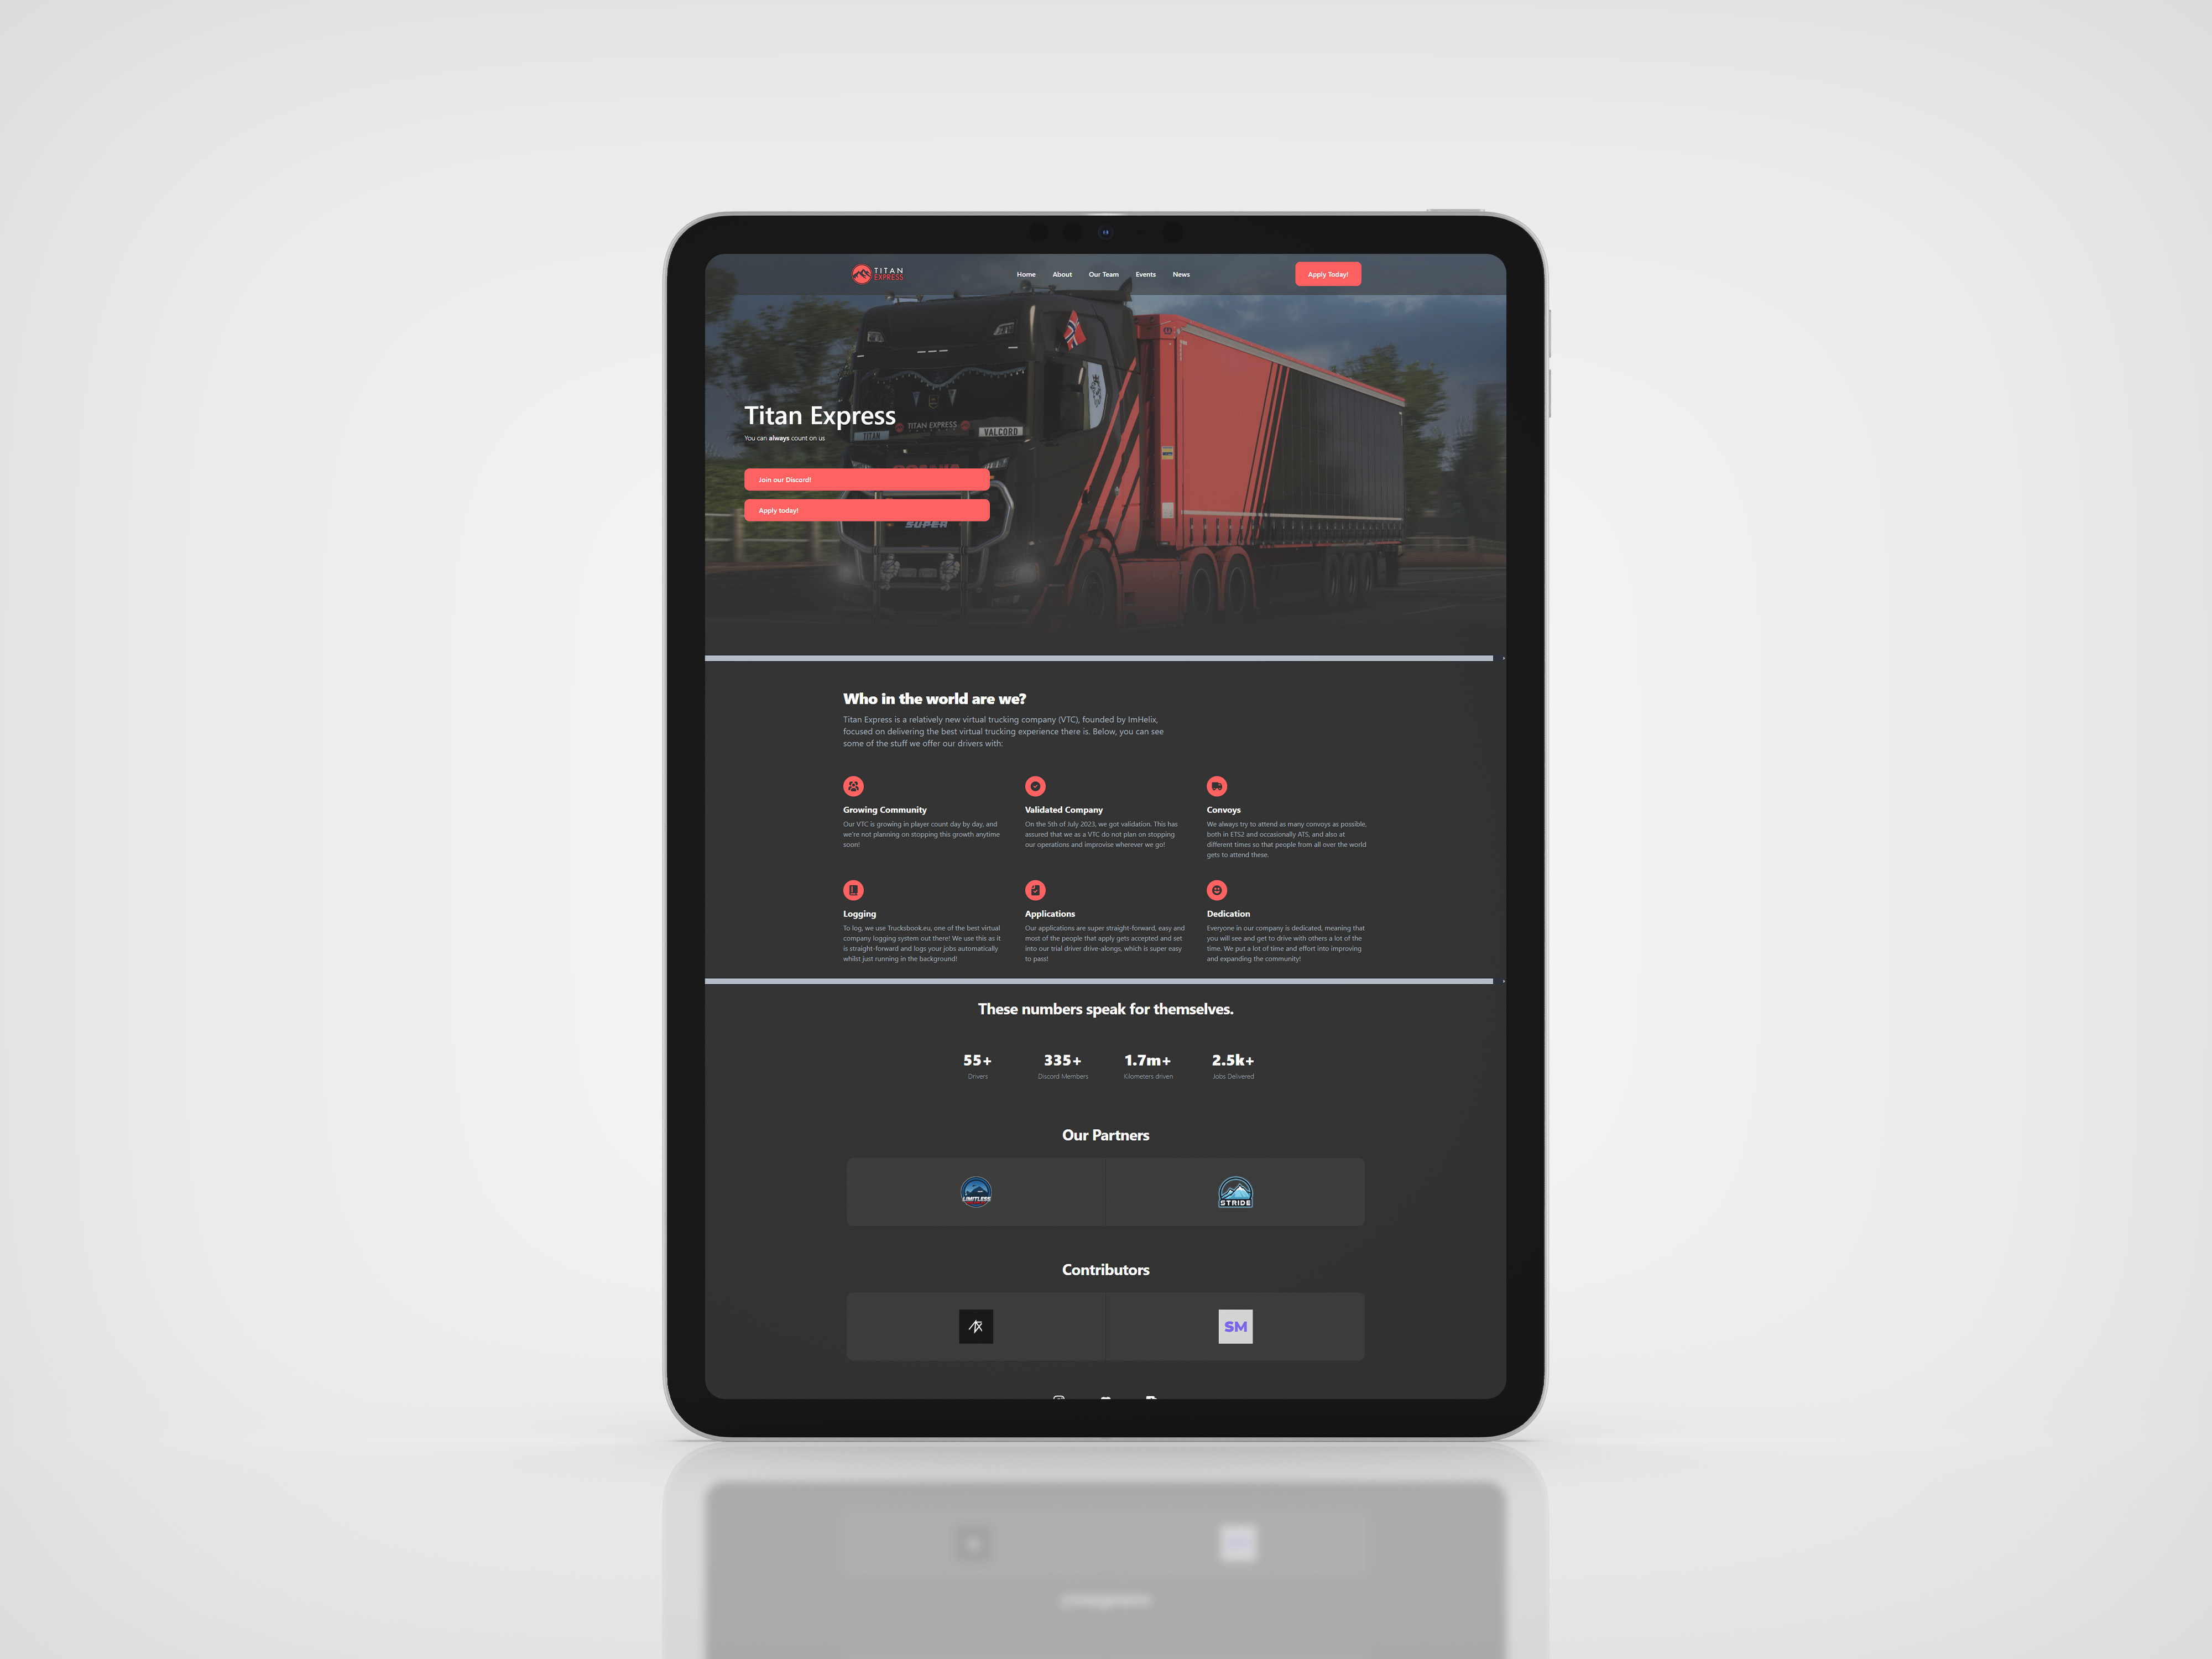 TITAN
EXPRESS
Home About Our Team Events News
Apply Today!
Titan Express
You can always count on us
TITAN
TITAN EXPRESS
VALCORO
Join our Discord!
Apply today!
SUPER
Who in the world are we?
Titan Express is a relatively new virtual trucking company (VTC), founded by ImHelix,
focused on delivering the best virtual trucking experience there is. Below, you can see
some of the stuff we offer our drivers with:
Growing Community
Our VTC is growing in player count day by day, and
we're not planning on stopping this growth anytime
soon!
Validated Company
On the 5th of July 2023, we got validation. This has
assured that we as a VTC do not plan on stopping
our operations and improvise wherever we go!
Convoys
We always try to attend as many convoys as possible,
both in ETS2 and occasionally ATS, and also at
different times so that people from all over the world
gets to attend these.
Logging
To log, we use Trucksbook.eu, one of the best virtual
company logging system out there! We use this as it
is straight-forward and logs your jobs automatically
whilst just running in the background!
Applications
Our applications are super straight-forward, easy and
most of the people that apply gets accepted and set
into our trial driver drive-alongs, which is super easy
to pass!
Dedication
Everyone in our company is dedicated, meaning that
you will see and get to drive with others a lot of the
time. We put a lot of time and effort into improving
and expanding the community!
These numbers speak for themselves.
55+ 335+ 1.7m+ 2.5k+
Drivers Discord Members Kilometers driven Jobs Delivered
Our Partners
LIMITLESS
STRIDE
Contributors
SM